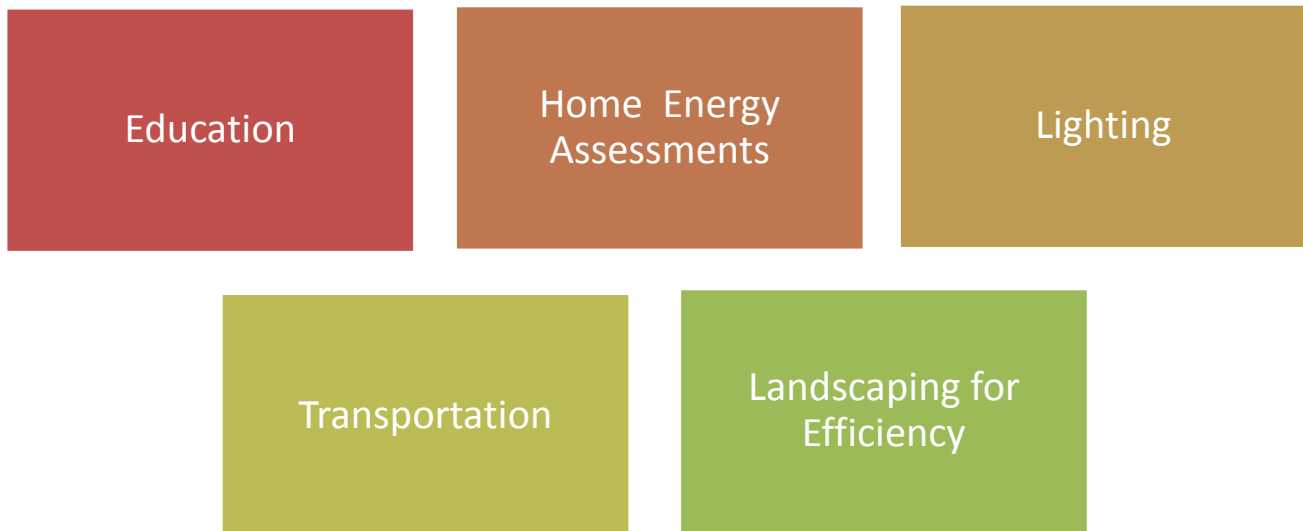 Education
Home  Energy
Assessments
Lighting
Transportation
Landscaping for
Efficiency